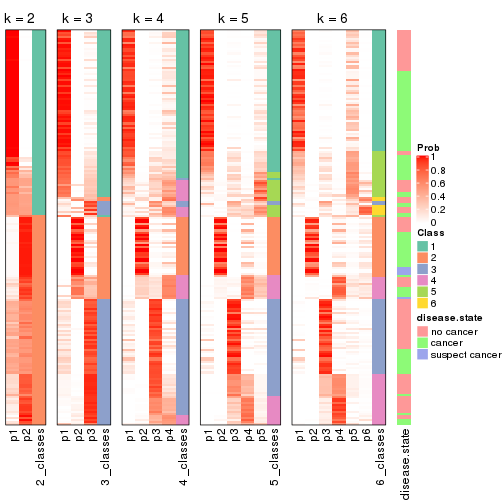 k = 2
k = 3
k = 4
k = 5
k = 6
Prob
1
0.8
0.6
0.4
0.2
0
Class
1
2
3
4
5
6
disease.state
no cancer
cancer
suspect cancer
p1
p2
2_classes
p1
p2
p3
3_classes
p1
p2
p3
p4
4_classes
p1
p2
p3
p4
p5
5_classes
p1
p2
p3
p4
p5
p6
6_classes
disease.state